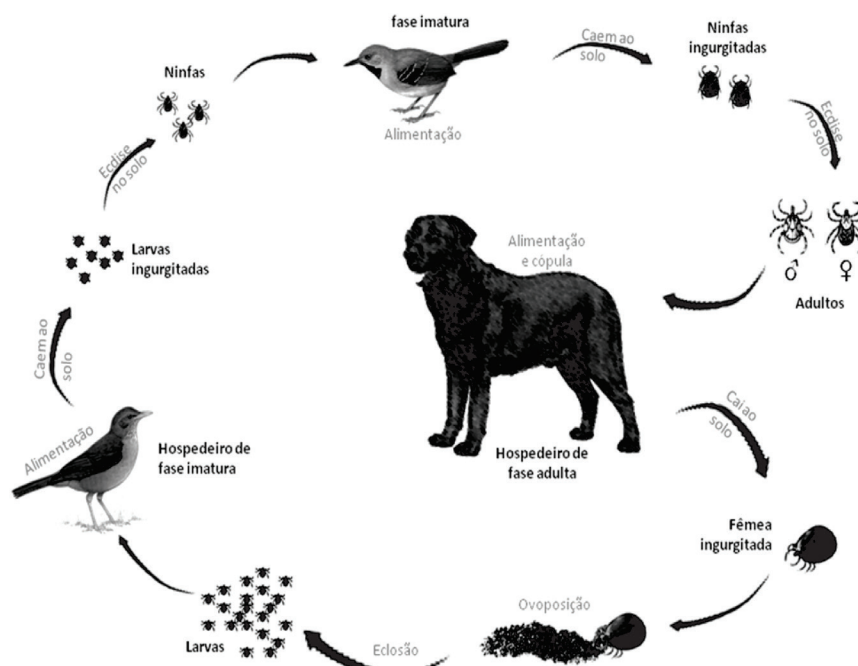 fase imatura
Alimentação
Caem ao
solo
Ninfas
ingurgitadas
Ecdise
no solo
Adultos
Alimentação
e cópula
Hospedeiro de
fase adulta
Cai ao
solo
Fêmea
ingurgitada
Ovoposição
Eclosão
Larvas
Alimentação
Hospedeiro de
fase imatura
Caem ao
solo
Larvas
ingurgitadas
Ecdise
no solo
Ninfas